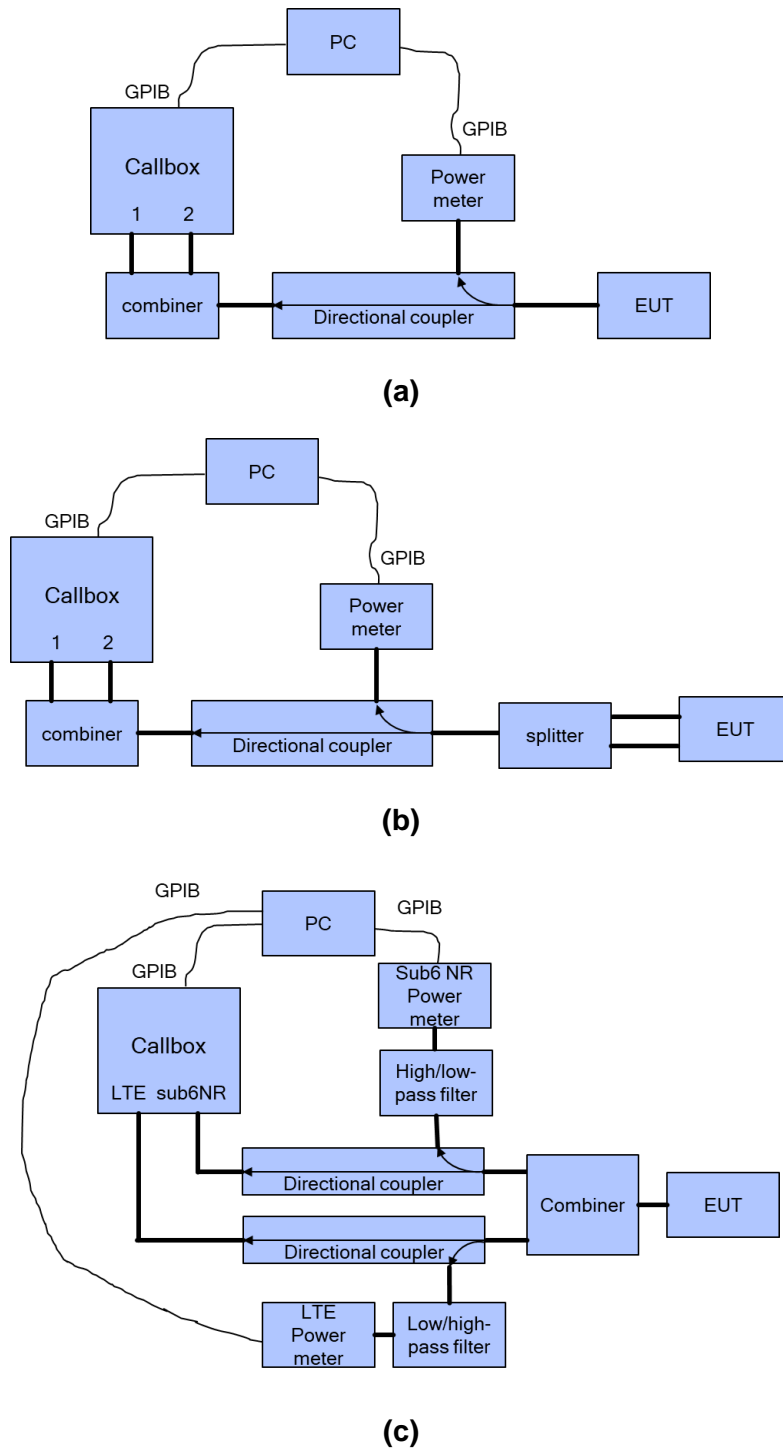 PC
GPIB
GPIB
Callbox
1 2
Power
meter
combiner
Directional coupler
EUT
(a)
PC
GPIB
GPIB
Callbox
1 2
Power
meter
combiner
Directional coupler
splitter
EUT
(b)
GPIB
PC
GPIB
GPIB
Sub6 NR
Power
meter
Callbox
LTE sub6NR
High/low-
pass filter
Directional coupler
Combiner
EUT
Directional coupler
LTE
Power
meter
Low/high-
pass filter
(c)